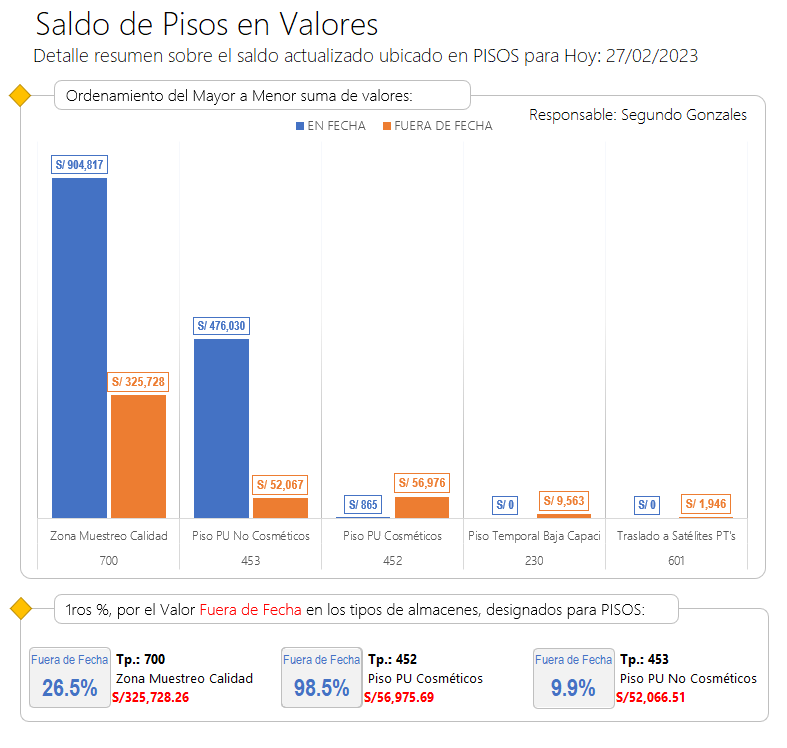 Saldo de Pisos en Valores
Detalle resumen sobre el saldo actualizado ubicado en PISOS para Hoy: 27/02/2023
Ordenamiento del Mayor a Menor suma de valores:
Responsable: Segundo Gonzales
EN FECHA FUERA DE FECHA
S/ 904,817
S/ 476,030
S/ 325,728
S/ 52,067
S/ 865
S/ 56,976
S/ 0
S/ 9,563
S/ 0
S/ 1,946
Zona Muestreo Calidad Piso PU No Cosméticos Piso PU Cosméticos Piso Temporal Baja Capaci Traslado a Satélites PT's
700 453 452 230 601
1ros %, por el Valor Fuera de Fecha en los tipos de almacenes, designados para PISOS:
Fuera de Fecha
26.5%
Tp.: 700
Zona Muestreo Calidad
S/325,728.26
Fuera de Fecha
98.5%
Tp.: 452
Piso PU Cosméticos
S/56,975.69
Fuera de Fecha
9.9%
Tp.: 453
Piso PU No Cosméticos
S/52,066.51